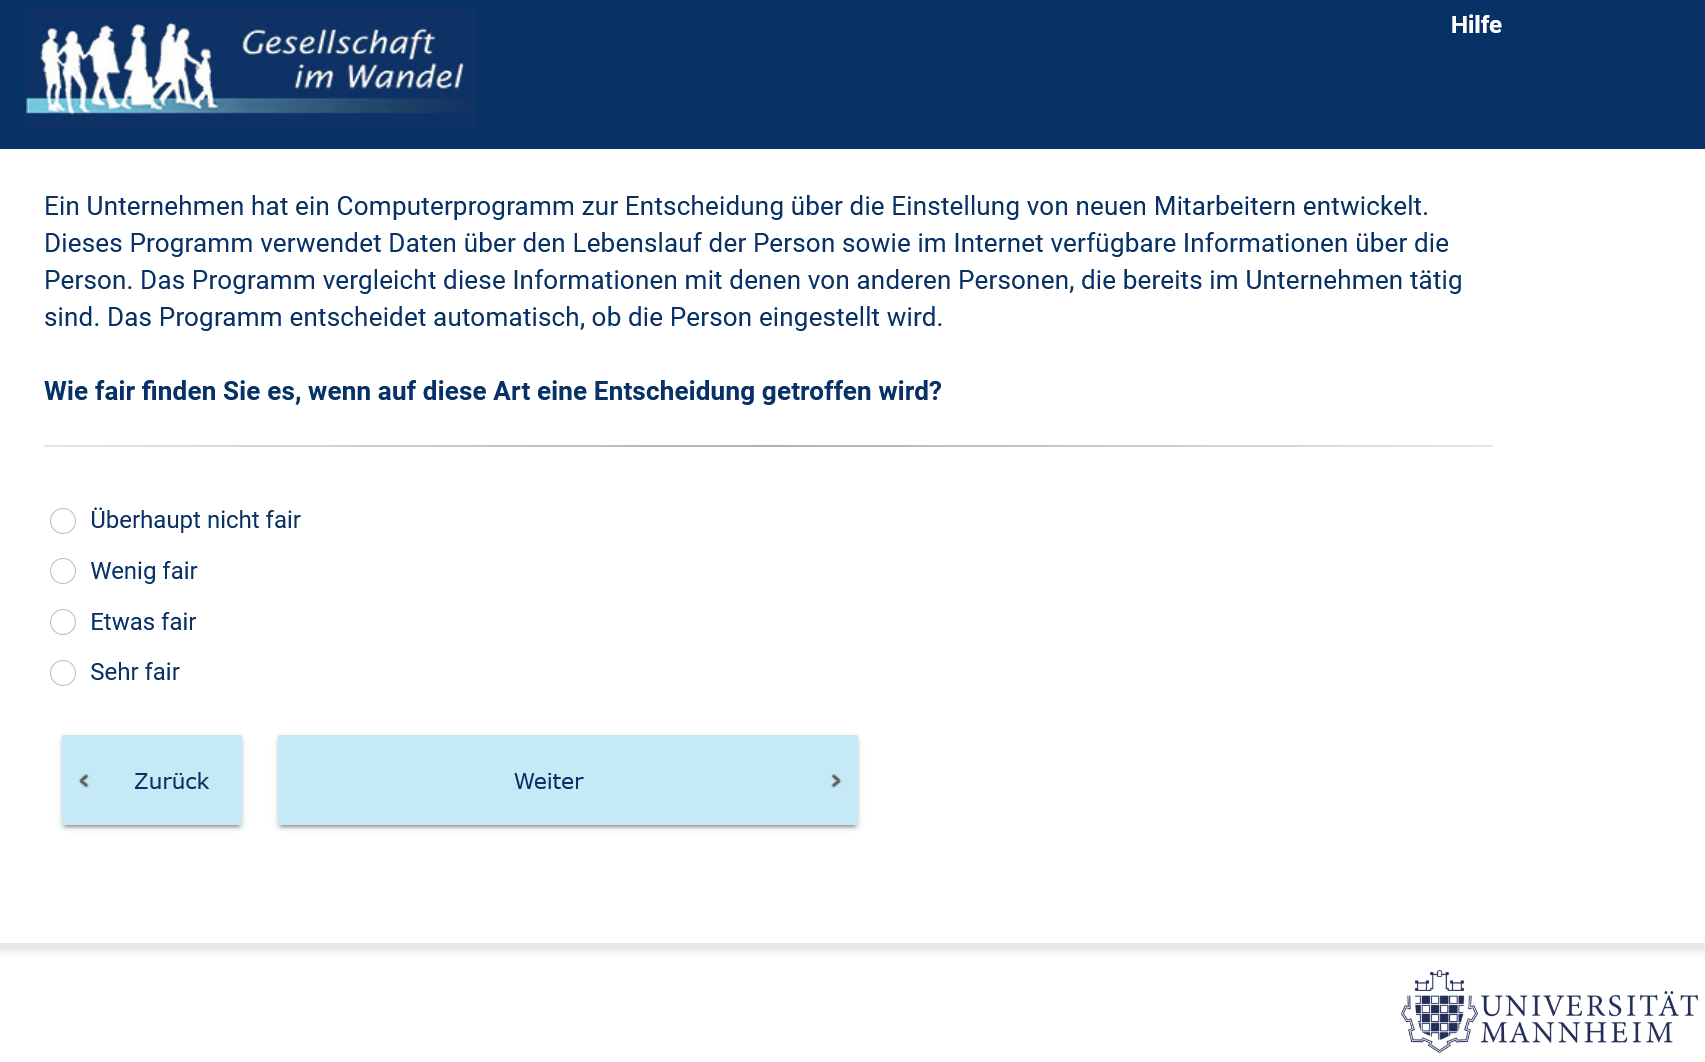 Gesellschaft
im Wandel
Hilfe
Ein Unternehmen hat ein Computerprogramm zur Entscheidung über die Einstellung von neuen Mitarbeitern entwickelt.
Dieses Programm verwendet Daten über den Lebenslauf der Person sowie im Internet verfügbare Informationen über die
Person. Das Programm vergleicht diese Informationen mit denen von anderen Personen, die bereits im Unternehmen tätig
sind. Das Programm entscheidet automatisch, ob die Person eingestellt wird.
Wie fair finden Sie es, wenn auf diese Art eine Entscheidung getroffen wird?
Überhaupt nicht fair
Wenig fair
Etwas fair
Sehr fair
Zurück
Weiter
UNIVERSITÄT
MANNHEIM